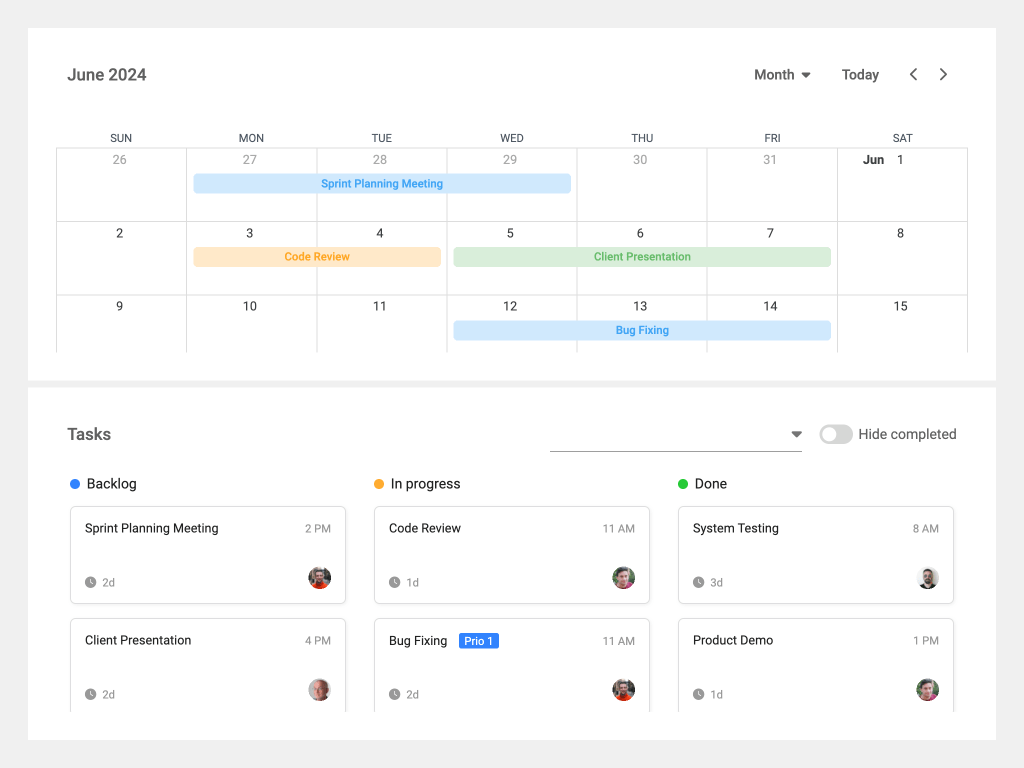 June 2024
Month
Today
SUN MON TUE WED THU FRI SAT
26 27 28 29 30 31 Jun 1
Sprint Planning Meeting
2 3 4 5 6 7 8
Code Review Client Presentation
9 10 11 12 13 14 15
Bug Fixing
Tasks
Hide completed
Backlog
Sprint Planning Meeting 2 PM
2d
Client Presentation 4 PM
2d
In progress
Code Review 11 AM
1d
Bug Fixing Prio 1 11 AM
2d
Done
System Testing 8 AM
3d
Product Demo 1 PM
1d